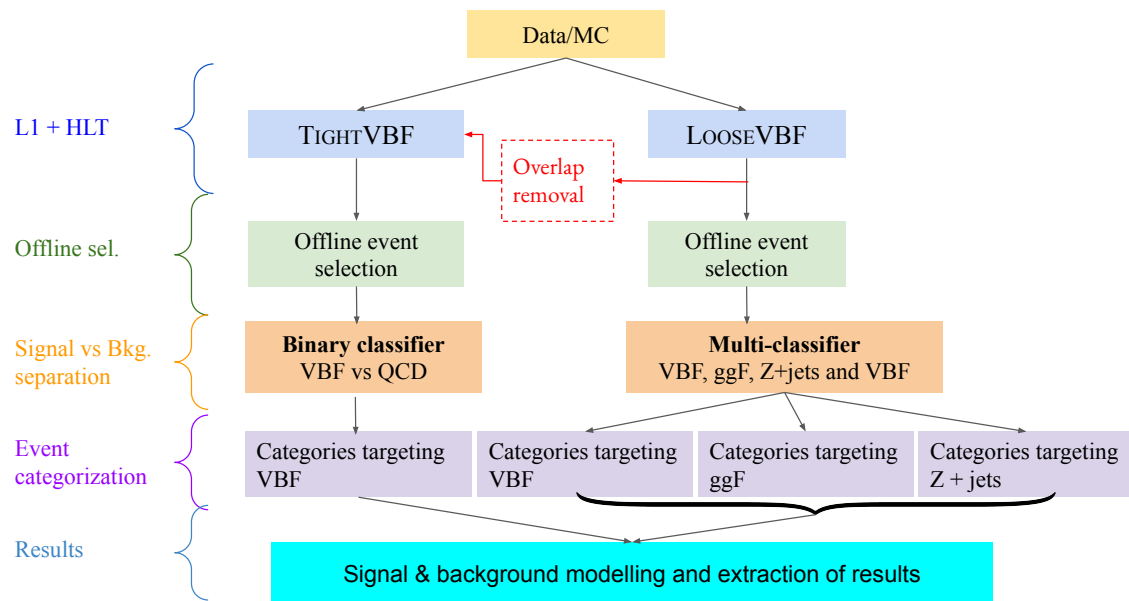 Data/MC
L1 + HLT
TIGHTVBF
LOOSEVBF
Overlap
removal
Offline sel.
Offline event
selection
Offline event
selection
Signal vs Bkg.
separation
Binary classifier
VBF vs QCD
Multi-classifier
VBF, ggF, Z+jets and VBF
Event
categorization
Categories targeting
VBF
Categories targeting
VBF
Categories targeting
ggF
Categories targeting
Z + jets
Results
Signal & background modelling and extraction of results